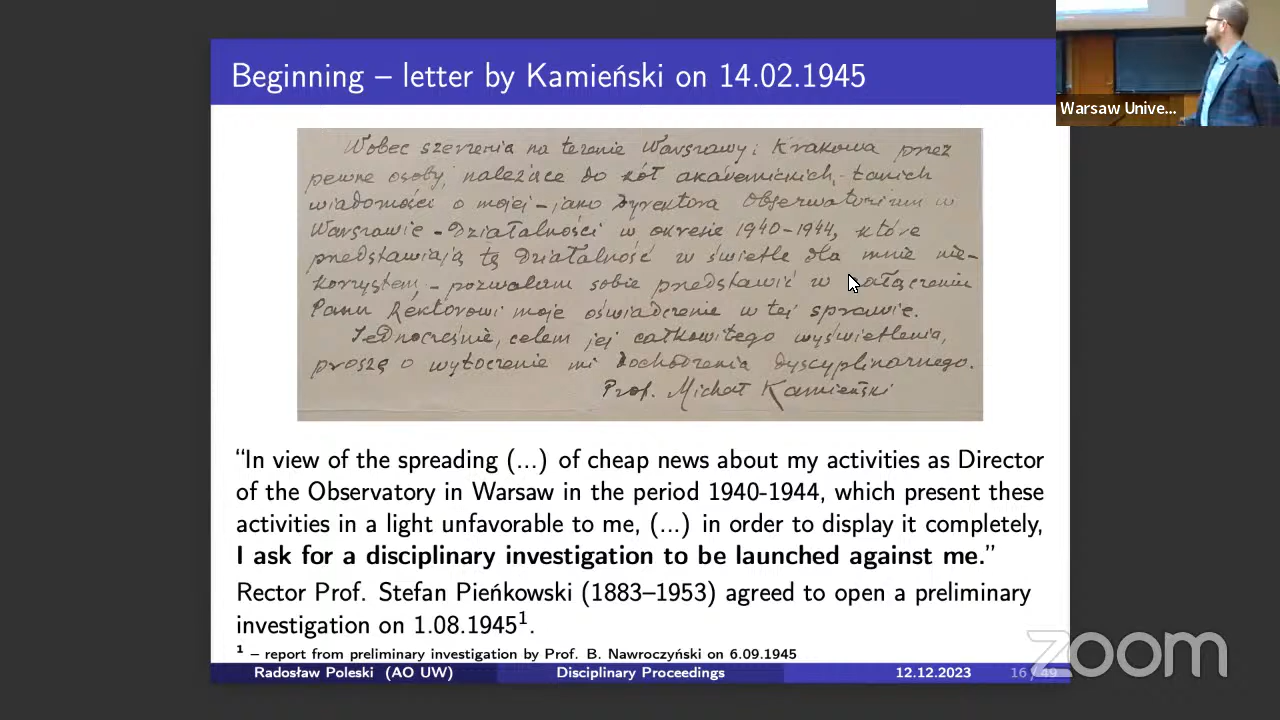 Beginning – letter by Kamieński on 14.02.1945
Warsaw Unive...
Wobec szerzenia na terenie Warszawy i Krakowa przez
pewne osoby, należące do kół akademickich, - tanich
wiadomości o mojej - jako Dyrektora Obserwatorium w
Warszawie - Działalności w okresie 1940-1944, które
przedstawiają tę Działalność w świetle dla mnie nie-
korzystem, - pozwalam sobie przedstawić w załączeniu
Panu Rektorowi moje oświadczenie w tej sprawie.
Jednocześnie, celem jej całkowitego wyświetlenia,
proszę o wytoczenie mi Dochodzenia dyscyplinarnego.
Prof. Michał Kamieński
“In view of the spreading (...) of cheap news about my activities as Director
of the Observatory in Warsaw in the period 1940-1944, which present these
activities in a light unfavorable to me, (...) in order to display it completely,
I ask for a disciplinary investigation to be launched against me.”
Rector Prof. Stefan Pieńkowski (1883–1953) agreed to open a preliminary
investigation on 1.08.1945¹.
¹ – report from preliminary investigation by Prof. B. Nawroczyński on 6.09.1945
Radosław Poleski (AO UW) Disciplinary Proceedings 12.12.2023 16 / 49
zoom